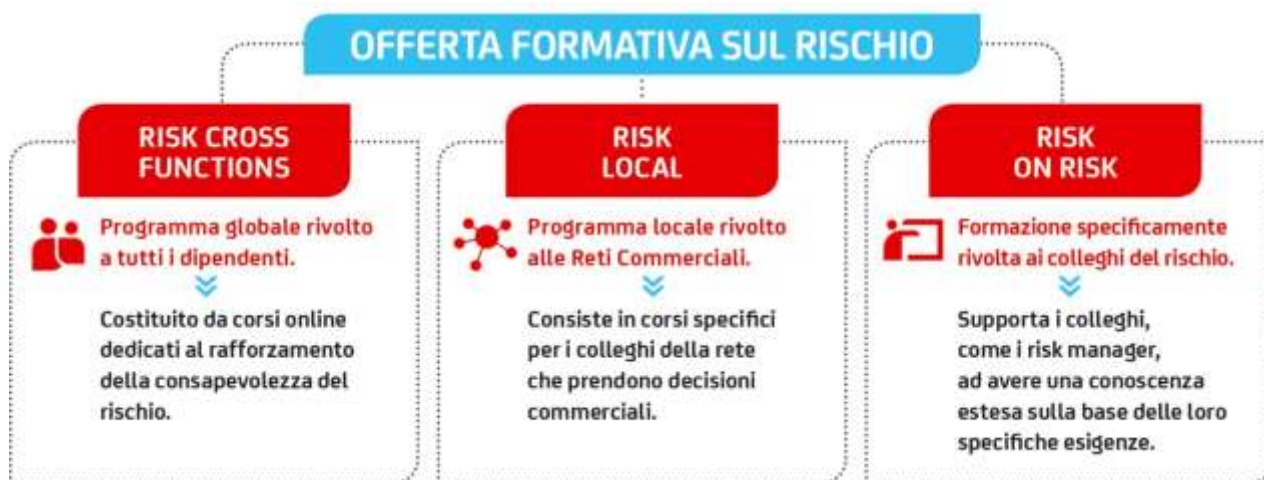 OFFERTA FORMATIVA SUL RISCHIO
RISK CROSS
FUNCTIONS
Programma globale rivolto
a tutti i dipendenti.
Costituito da corsi online
dedicati al rafforzamento
della consapevolezza del
rischio.
RISK
LOCAL
Programma locale rivolto
alle Reti Commerciali.
Consiste in corsi specifici
per i colleghi della rete
che prendono decisioni
commerciali.
RISK
ON RISK
Formazione specificamente
rivolta ai colleghi del rischio.
Supporta i colleghi,
come i risk manager,
ad avere una conoscenza
estesa sulla base delle loro
specifiche esigenze.